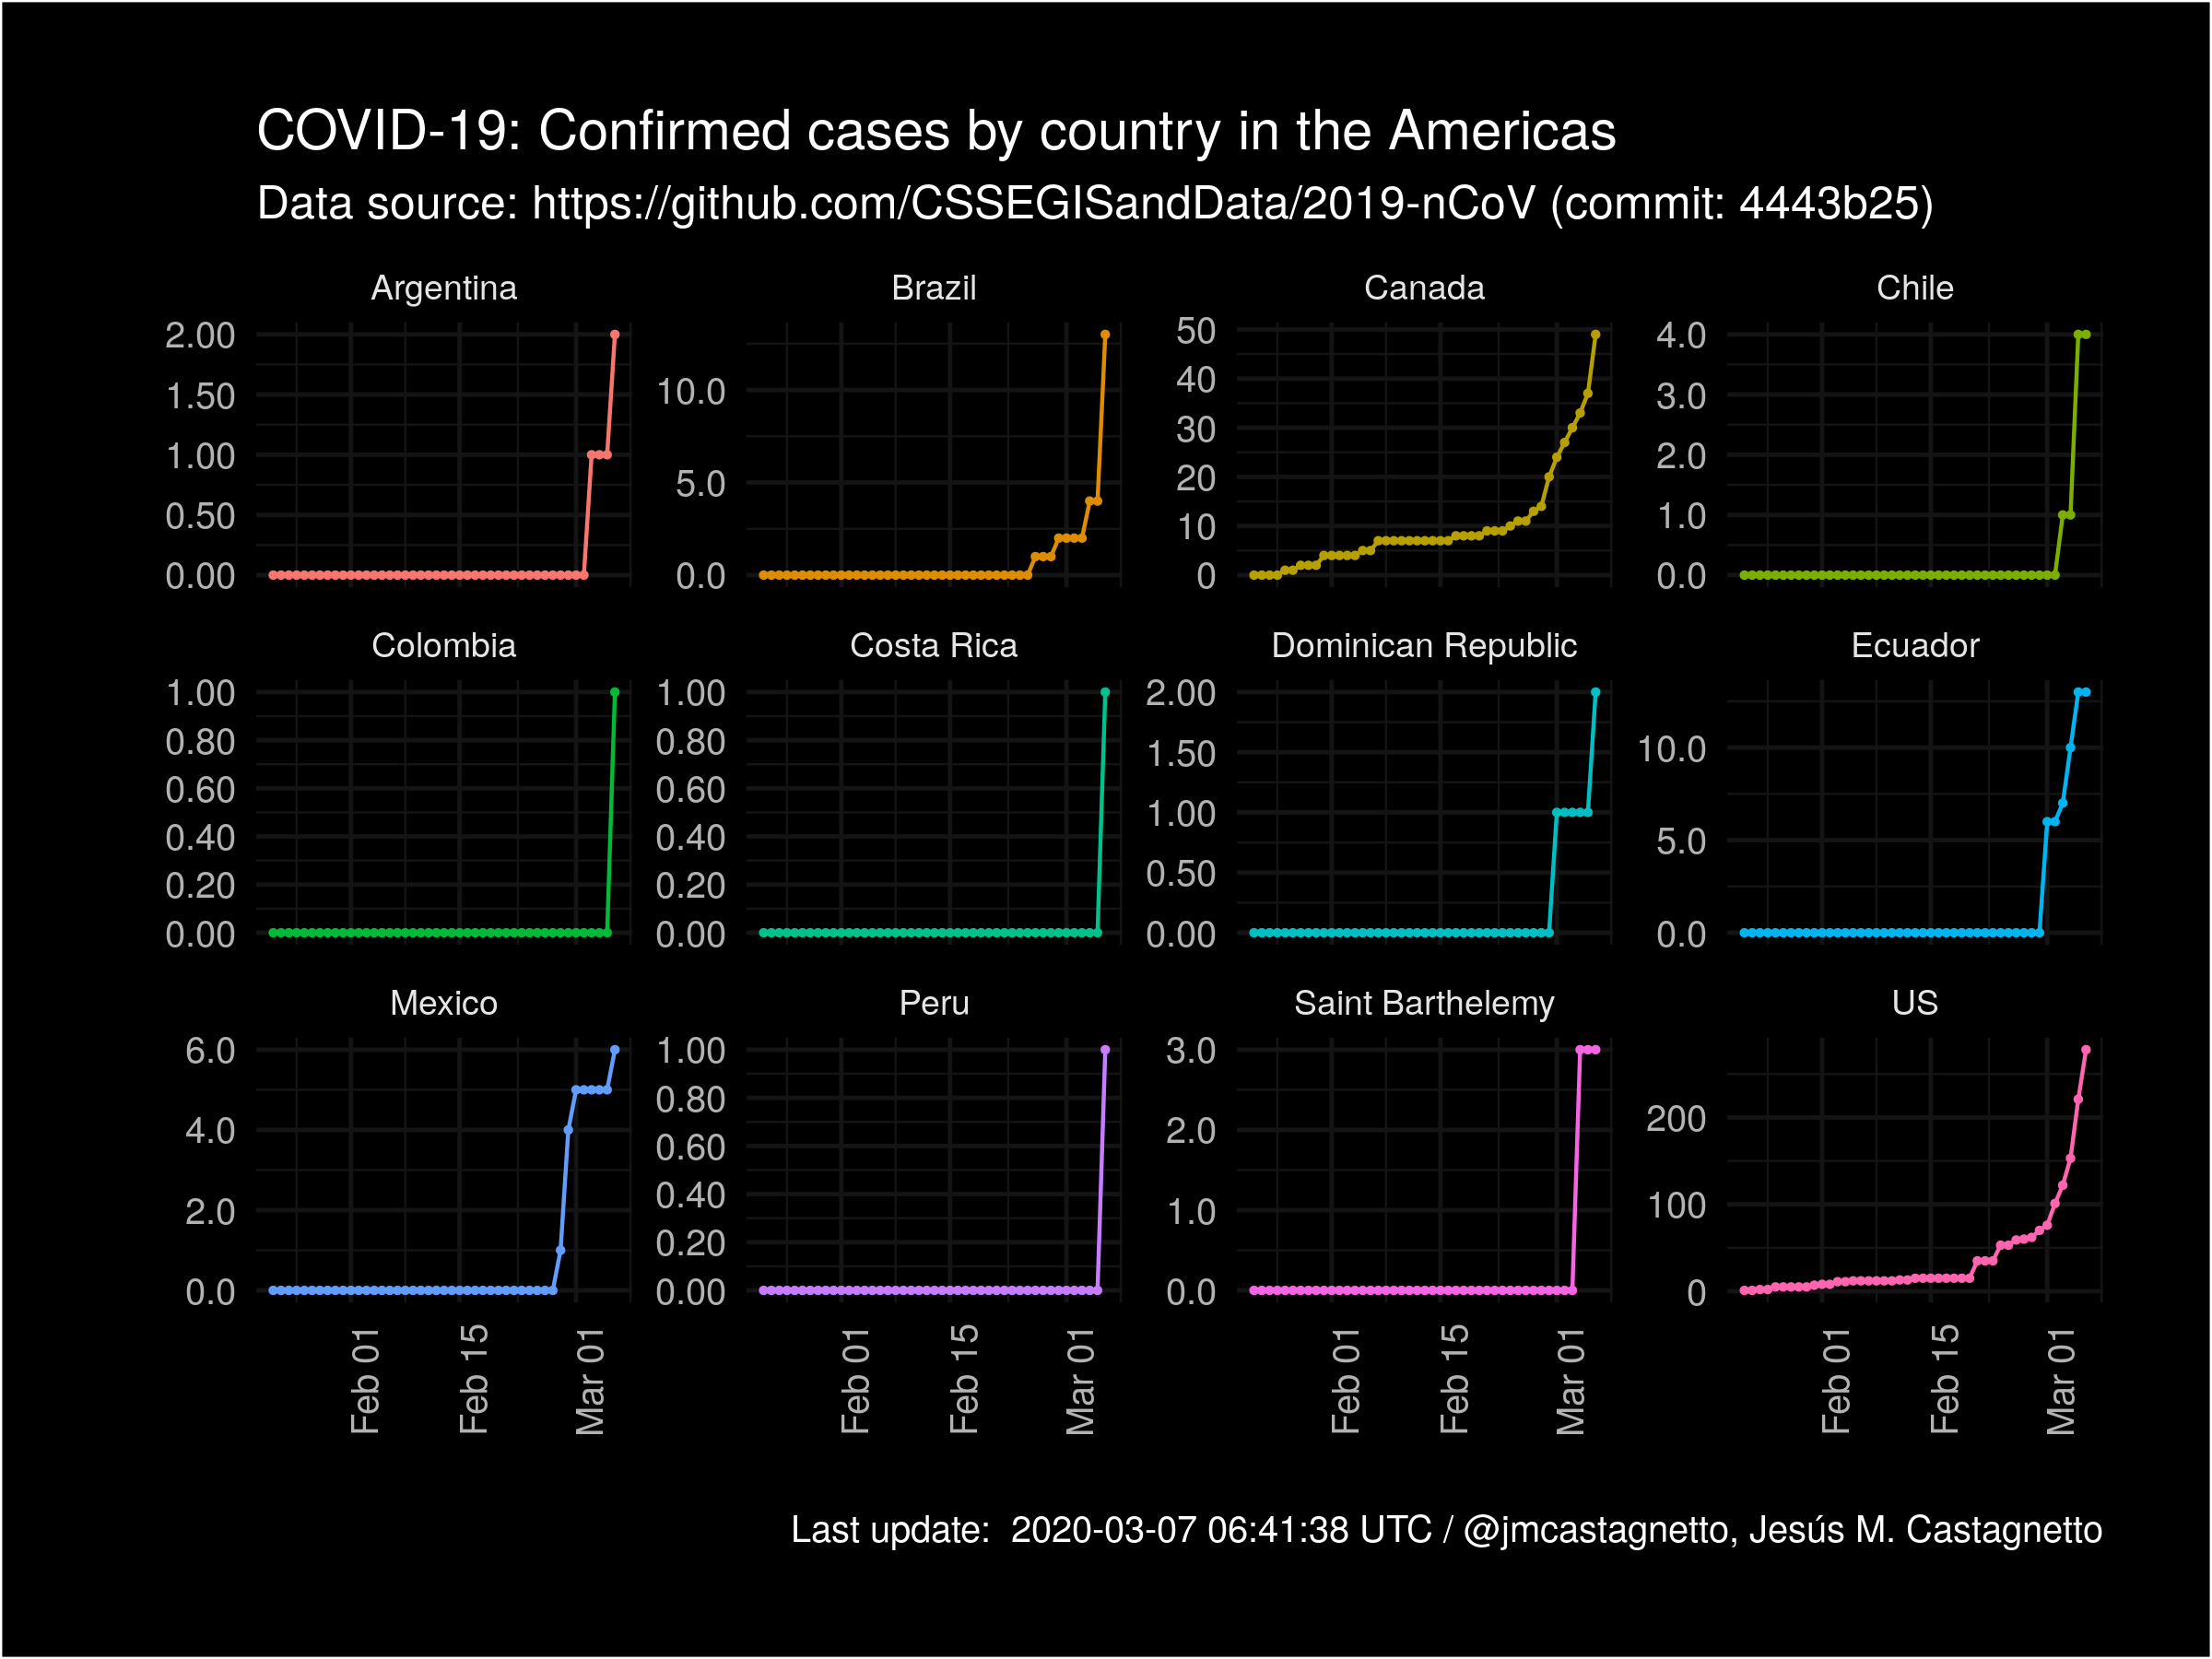 COVID-19: Confirmed cases by country in the Americas
Data source: https://github.com/CSSEGISandData/2019-nCoV (commit: 4443b25)
Argentina
2.00
1.50
1.00
0.50
0.00
Brazil
10.0
5.0
0.0
Canada
50
40
30
20
10
0
Chile
4.0
3.0
2.0
1.0
0.0
Colombia
1.00
0.80
0.60
0.40
0.20
0.00
Costa Rica
1.00
0.80
0.60
0.40
0.20
0.00
Dominican Republic
2.00
1.50
1.00
0.50
0.00
Ecuador
10.0
5.0
0.0
Mexico
6.0
4.0
2.0
0.0
Feb 01
Feb 15
Mar 01
Peru
1.00
0.80
0.60
0.40
0.20
0.00
Feb 01
Feb 15
Mar 01
Saint Barthelemy
3.0
2.0
1.0
0.0
Feb 01
Feb 15
Mar 01
US
200
100
0
Feb 01
Feb 15
Mar 01
Last update:  2020-03-07 06:41:38 UTC / @jmcastagnetto, Jesús M. Castagnetto